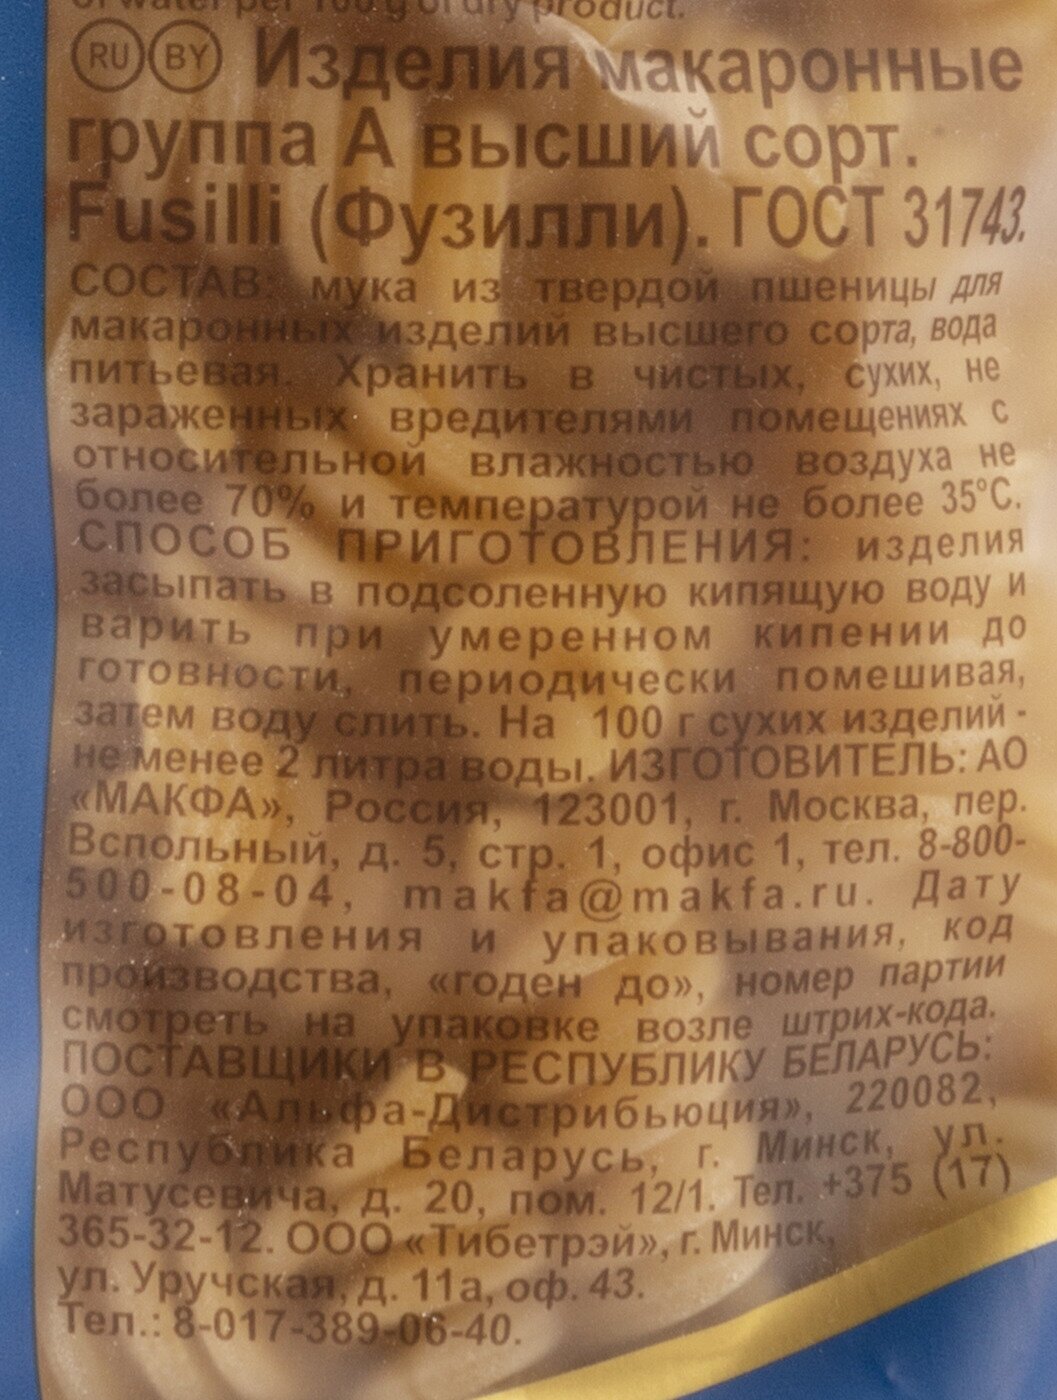 of water per 100 g of dry product.
RU BY Изделия макаронные
группа А высший сорт.
Fusilli (Фузилли). ГОСТ 31743.
СОСТАВ: мука из твердой пшеницы для
макаронных изделий высшего сорта, вода
питьевая. Хранить в чистых, сухих, не
зараженных вредителями помещениях с
относительной влажностью воздуха не
более 70% и температурой не более 35°С.
СПОСОБ ПРИГОТОВЛЕНИЯ: изделия
засыпать в подсоленную кипящую воду и
варить при умеренном кипении до
готовности, периодически помешивая,
затем воду слить. На 100 г сухих изделий -
не менее 2 литра воды. ИЗГОТОВИТЕЛЬ: АО
«МАКФА», Россия, 123001, г. Москва, пер.
Вспольный, д. 5, стр. 1, офис 1, тел. 8-800-
500-08-04, makfa@makfa.ru. Дату
изготовления и упаковывания, код
производства, «годен до», номер партии
смотреть на упаковке возле штрих-кода.
ПОСТАВЩИКИ В РЕСПУБЛИКУ БЕЛАРУСЬ:
ООО «Альфа-Дистрибьюция», 220082,
Республика Беларусь, г. Минск, ул.
Матусевича, д. 20, пом. 12/1. Тел. +375 (17)
365-32-12. ООО «Тибетрэй», г. Минск,
ул. Уручская, д. 11а, оф. 43.
Тел.: 8-017-389-06-40.